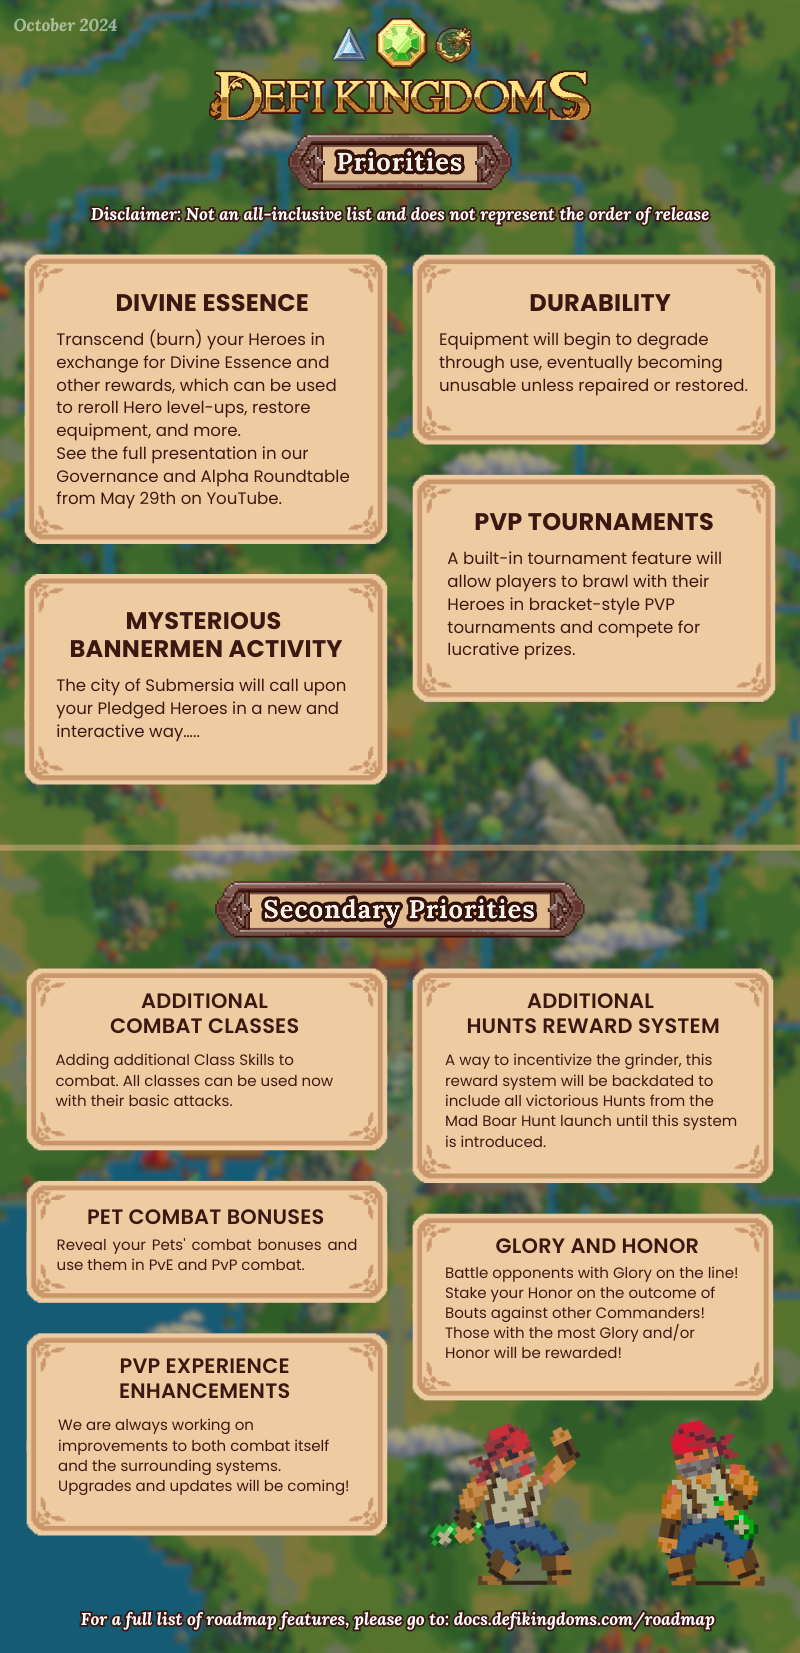 October 2024
DEFI KINGDOMS
Priorities
Disclaimer: Not an all-inclusive list and does not represent the order of release
DIVINE ESSENCE
Transcend (burn) your Heroes in
exchange for Divine Essence and
other rewards, which can be used
to reroll Hero level-ups, restore
equipment, and more.
See the full presentation in our
Governance and Alpha Roundtable
from May 29th on YouTube.
DURABILITY
Equipment will begin to degrade
through use, eventually becoming
unusable unless repaired or restored.
MYSTERIOUS
BANNERMEN ACTIVITY
The city of Submersia will call upon
your Pledged Heroes in a new and
interactive way.....
PVP TOURNAMENTS
A built-in tournament feature will
allow players to brawl with their
Heroes in bracket-style PVP
tournaments and compete for
lucrative prizes.
Secondary Priorities
ADDITIONAL
COMBAT CLASSES
Adding additional Class Skills to
combat. All classes can be used now
with their basic attacks.
ADDITIONAL
HUNTS REWARD SYSTEM
A way to incentivize the grinder, this
reward system will be backdated to
include all victorious Hunts from the
Mad Boar Hunt launch until this system
is introduced.
PET COMBAT BONUSES
Reveal your Pets' combat bonuses and
use them in PvE and PvP combat.
GLORY AND HONOR
Battle opponents with Glory on the line!
Stake your Honor on the outcome of
Bouts against other Commanders!
Those with the most Glory and/or
Honor will be rewarded!
PVP EXPERIENCE
ENHANCEMENTS
We are always working on
improvements to both combat itself
and the surrounding systems.
Upgrades and updates will be coming!
For a full list of roadmap features, please go to: docs.defikingdoms.com/roadmap